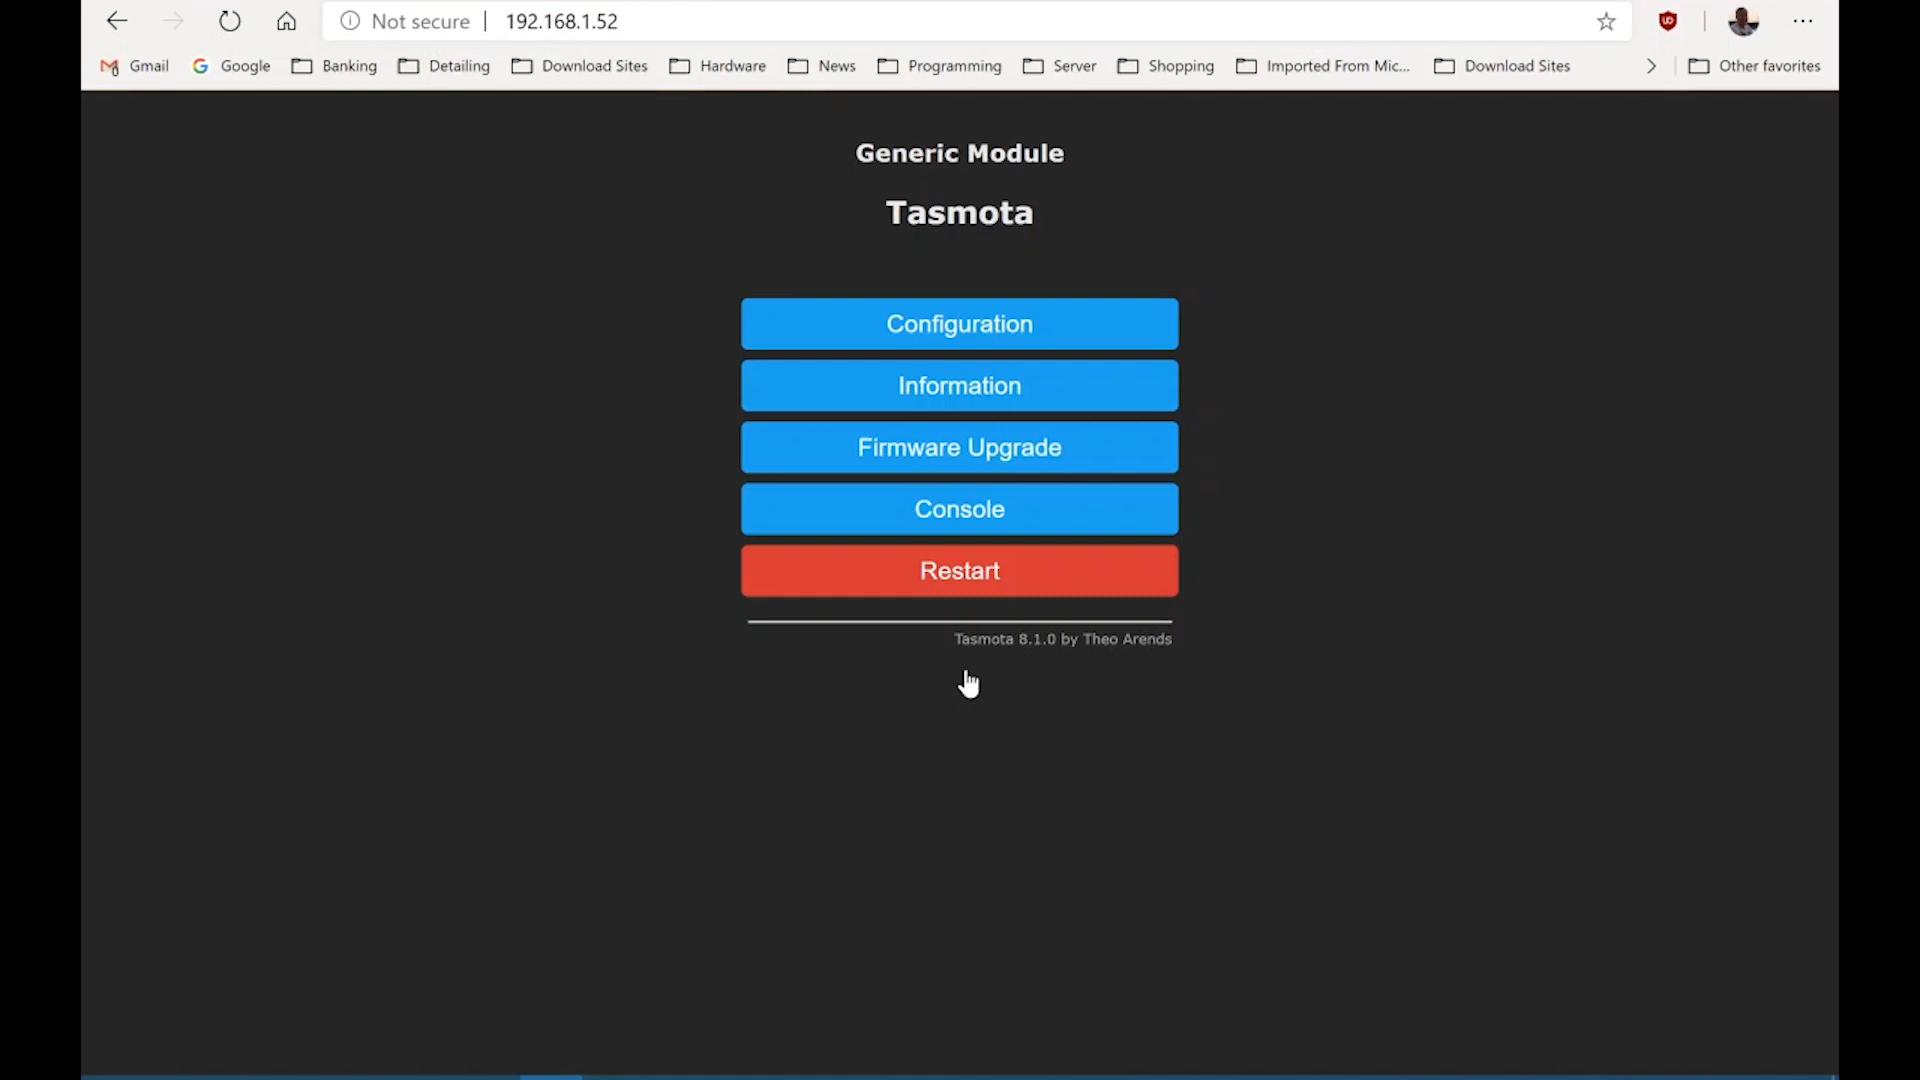 Not secure | 192.168.1.52
Gmail Google Banking Detailing Download Sites Hardware News Programming Server Shopping Imported From Mic... Download Sites Other favorites
Generic Module
Tasmota
Configuration
Information
Firmware Upgrade
Console
Restart
Tasmota 8.1.0 by Theo Arends